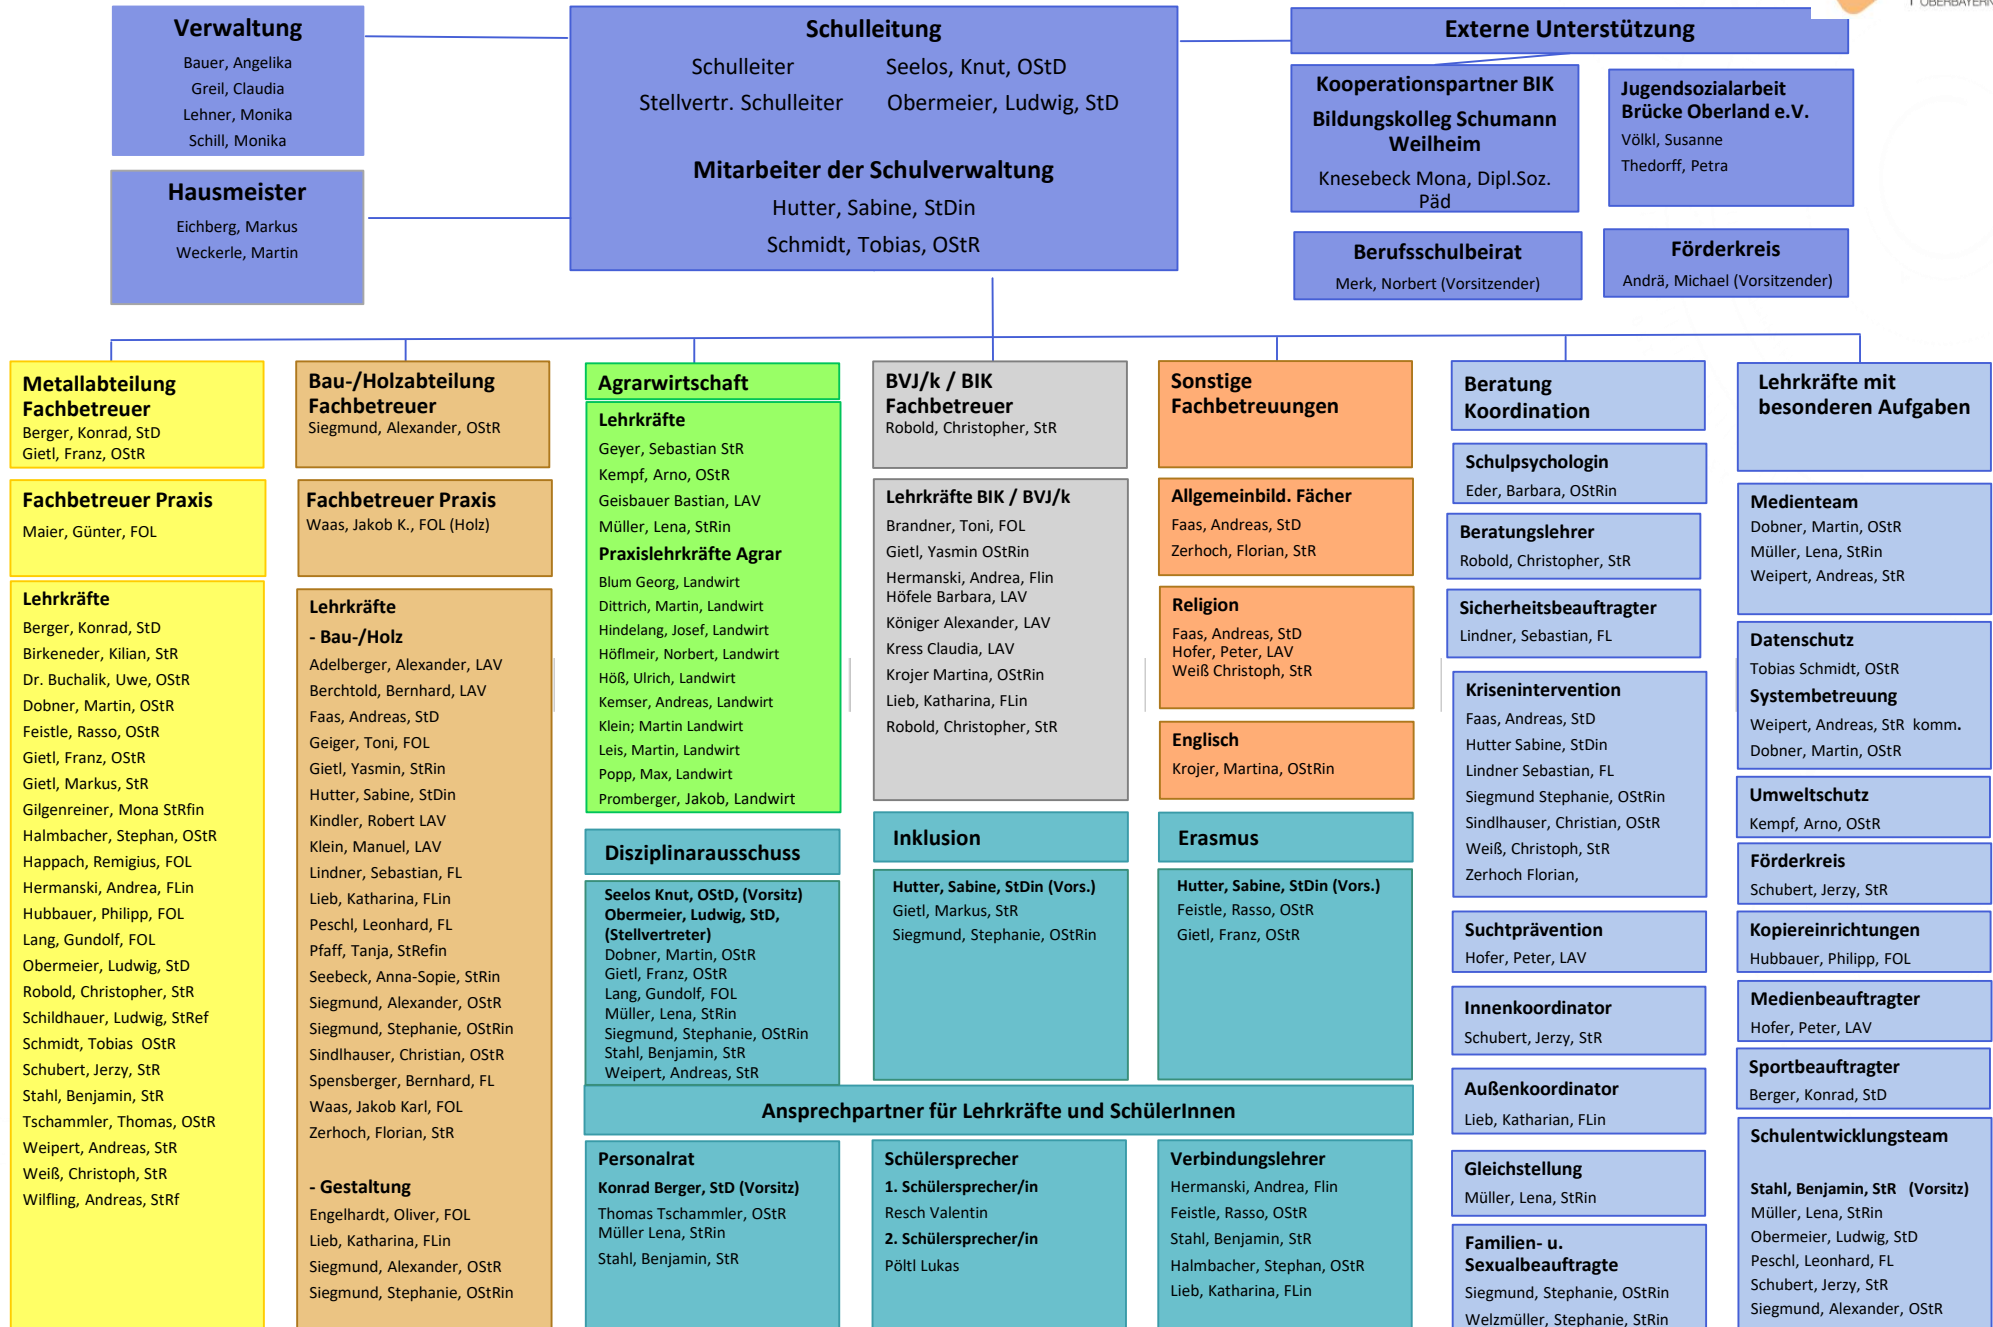 OBERBAYERN
Verwaltung
Bauer, Angelika
Greil, Claudia
Lehner, Monika
Schill, Monika
Hausmeister
Eichberg, Markus
Weckerle, Martin
Schulleitung
Schulleiter Seelos, Knut, OStD
Stellvertr. Schulleiter Obermeier, Ludwig, StD
Mitarbeiter der Schulverwaltung
Hutter, Sabine, StDin
Schmidt, Tobias, OStR
Externe Unterstützung
Kooperationspartner BIK
Bildungskolleg Schumann
Weilheim
Knesebeck Mona, Dipl.Soz.
Päd
Jugendsozialarbeit
Brücke Oberland e.V.
Völkl, Susanne
Thedorff, Petra
Berufsschulbeirat
Merk, Norbert (Vorsitzender)
Förderkreis
Andrä, Michael (Vorsitzender)
Metallabteilung
Fachbetreuer
Berger, Konrad, StD
Gietl, Franz, OStR
Fachbetreuer Praxis
Maier, Günter, FOL
Lehrkräfte
Berger, Konrad, StD
Birkeneder, Kilian, StR
Dr. Buchalik, Uwe, OStR
Dobner, Martin, OStR
Feistle, Rasso, OStR
Gietl, Franz, OStR
Gietl, Markus, StR
Gilgenreiner, Mona StRfin
Halmbacher, Stephan, OStR
Happach, Remigius, FOL
Hermanski, Andrea, FLin
Hubbauer, Philipp, FOL
Lang, Gundolf, FOL
Obermeier, Ludwig, StD
Robold, Christopher, StR
Schildhauer, Ludwig, StRef
Schmidt, Tobias OStR
Schubert, Jerzy, StR
Stahl, Benjamin, StR
Tschammler, Thomas, OStR
Weipert, Andreas, StR
Weiß, Christoph, StR
Wilfling, Andreas, StRf
Bau-/Holzabteilung
Fachbetreuer
Siegmund, Alexander, OStR
Fachbetreuer Praxis
Waas, Jakob K., FOL (Holz)
Lehrkräfte
- Bau-/Holz
Adelberger, Alexander, LAV
Berchtold, Bernhard, LAV
Faas, Andreas, StD
Geiger, Toni, FOL
Gietl, Yasmin, StRin
Hutter, Sabine, StDin
Kindler, Robert LAV
Klein, Manuel, LAV
Lindner, Sebastian, FL
Lieb, Katharina, FLin
Peschl, Leonhard, FL
Pfaff, Tanja, StRefin
Seebeck, Anna-Sopie, StRin
Siegmund, Alexander, OStR
Siegmund, Stephanie, OStRin
Sindlhauser, Christian, OStR
Spensberger, Bernhard, FL
Waas, Jakob Karl, FOL
Zerhoch, Florian, StR
- Gestaltung
Engelhardt, Oliver, FOL
Lieb, Katharina, FLin
Siegmund, Alexander, OStR
Siegmund, Stephanie, OStRin
Agrarwirtschaft
Lehrkräfte
Geyer, Sebastian StR
Kempf, Arno, OStR
Geisbauer Bastian, LAV
Müller, Lena, StRin
Praxislehrkräfte Agrar
Blum Georg, Landwirt
Dittrich, Martin, Landwirt
Hindelang, Josef, Landwirt
Höflmeir, Norbert, Landwirt
Höß, Ulrich, Landwirt
Kemser, Andreas, Landwirt
Klein; Martin Landwirt
Leis, Martin, Landwirt
Popp, Max, Landwirt
Promberger, Jakob, Landwirt
BVJ/k / BIK
Fachbetreuer
Robold, Christopher, StR
Lehrkräfte BIK / BVJ/k
Brandner, Toni, FOL
Gietl, Yasmin OStRin
Hermanski, Andrea, Flin
Höfele Barbara, LAV
Königer Alexander, LAV
Kress Claudia, LAV
Krojer Martina, OStRin
Lieb, Katharina, FLin
Robold, Christopher, StR
Sonstige
Fachbetreuungen
Allgemeinbild. Fächer
Faas, Andreas, StD
Zerhoch, Florian, StR
Religion
Faas, Andreas, StD
Hofer, Peter, LAV
Weiß Christoph, StR
Englisch
Krojer, Martina, OStRin
Disziplinarausschuss
Seelos Knut, OStD, (Vorsitz)
Obermeier, Ludwig, StD,
(Stellvertreter)
Dobner, Martin, OStR
Gietl, Franz, OStR
Lang, Gundolf, FOL
Müller, Lena, StRin
Siegmund, Stephanie, OStRin
Stahl, Benjamin, StR
Weipert, Andreas, StR
Inklusion
Hutter, Sabine, StDin (Vors.)
Gietl, Markus, StR
Siegmund, Stephanie, OStRin
Erasmus
Hutter, Sabine, StDin (Vors.)
Feistle, Rasso, OStR
Gietl, Franz, OStR
Ansprechpartner für Lehrkräfte und SchülerInnen
Personalrat
Konrad Berger, StD (Vorsitz)
Thomas Tschammler, OStR
Müller Lena, StRin
Stahl, Benjamin, StR
Schülersprecher
1. Schülersprecher/in
Resch Valentin
2. Schülersprecher/in
Pöltl Lukas
Verbindungslehrer
Hermanski, Andrea, Flin
Feistle, Rasso, OStR
Stahl, Benjamin, StR
Halmbacher, Stephan, OStR
Lieb, Katharina, FLin
Beratung
Koordination
Schulpsychologin
Eder, Barbara, OStRin
Beratungslehrer
Robold, Christopher, StR
Sicherheitsbeauftragter
Lindner, Sebastian, FL
Krisenintervention
Faas, Andreas, StD
Hutter Sabine, StDin
Lindner Sebastian, FL
Siegmund Stephanie, OStRin
Sindlhauser, Christian, OStR
Weiß, Christoph, StR
Zerhoch Florian,
Suchtprävention
Hofer, Peter, LAV
Innenkoordinator
Schubert, Jerzy, StR
Außenkoordinator
Lieb, Katharian, FLin
Gleichstellung
Müller, Lena, StRin
Familien- u.
Sexualbeauftragte
Siegmund, Stephanie, OStRin
Welzmüller, Stephanie, StRin
Lehrkräfte mit
besonderen Aufgaben
Medienteam
Dobner, Martin, OStR
Müller, Lena, StRin
Weipert, Andreas, StR
Datenschutz
Tobias Schmidt, OStR
Systembetreuung
Weipert, Andreas, StR komm.
Dobner, Martin, OStR
Umweltschutz
Kempf, Arno, OStR
Förderkreis
Schubert, Jerzy, StR
Kopiereinrichtungen
Hubbauer, Philipp, FOL
Medienbeauftragter
Hofer, Peter, LAV
Sportbeauftragter
Berger, Konrad, StD
Schulentwicklungsteam
Stahl, Benjamin, StR (Vorsitz)
Müller, Lena, StRin
Obermeier, Ludwig, StD
Peschl, Leonhard, FL
Schubert, Jerzy, StR
Siegmund, Alexander, OStR